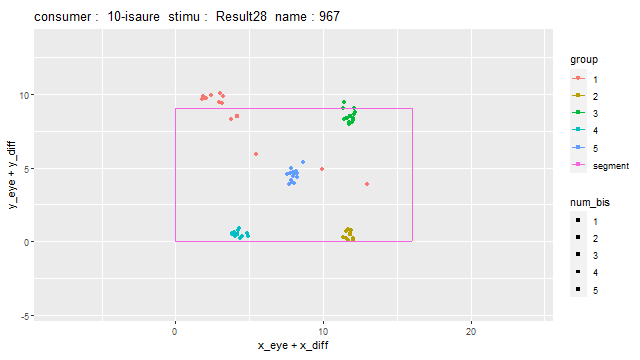 consumer : 10-isaure stimu : Result28 name : 967
group
1
2
3
4
5
segment
num_bis
1
2
3
4
5
y_eye + y_diff
10
5
0
-5
0
10
20
x_eye + x_diff